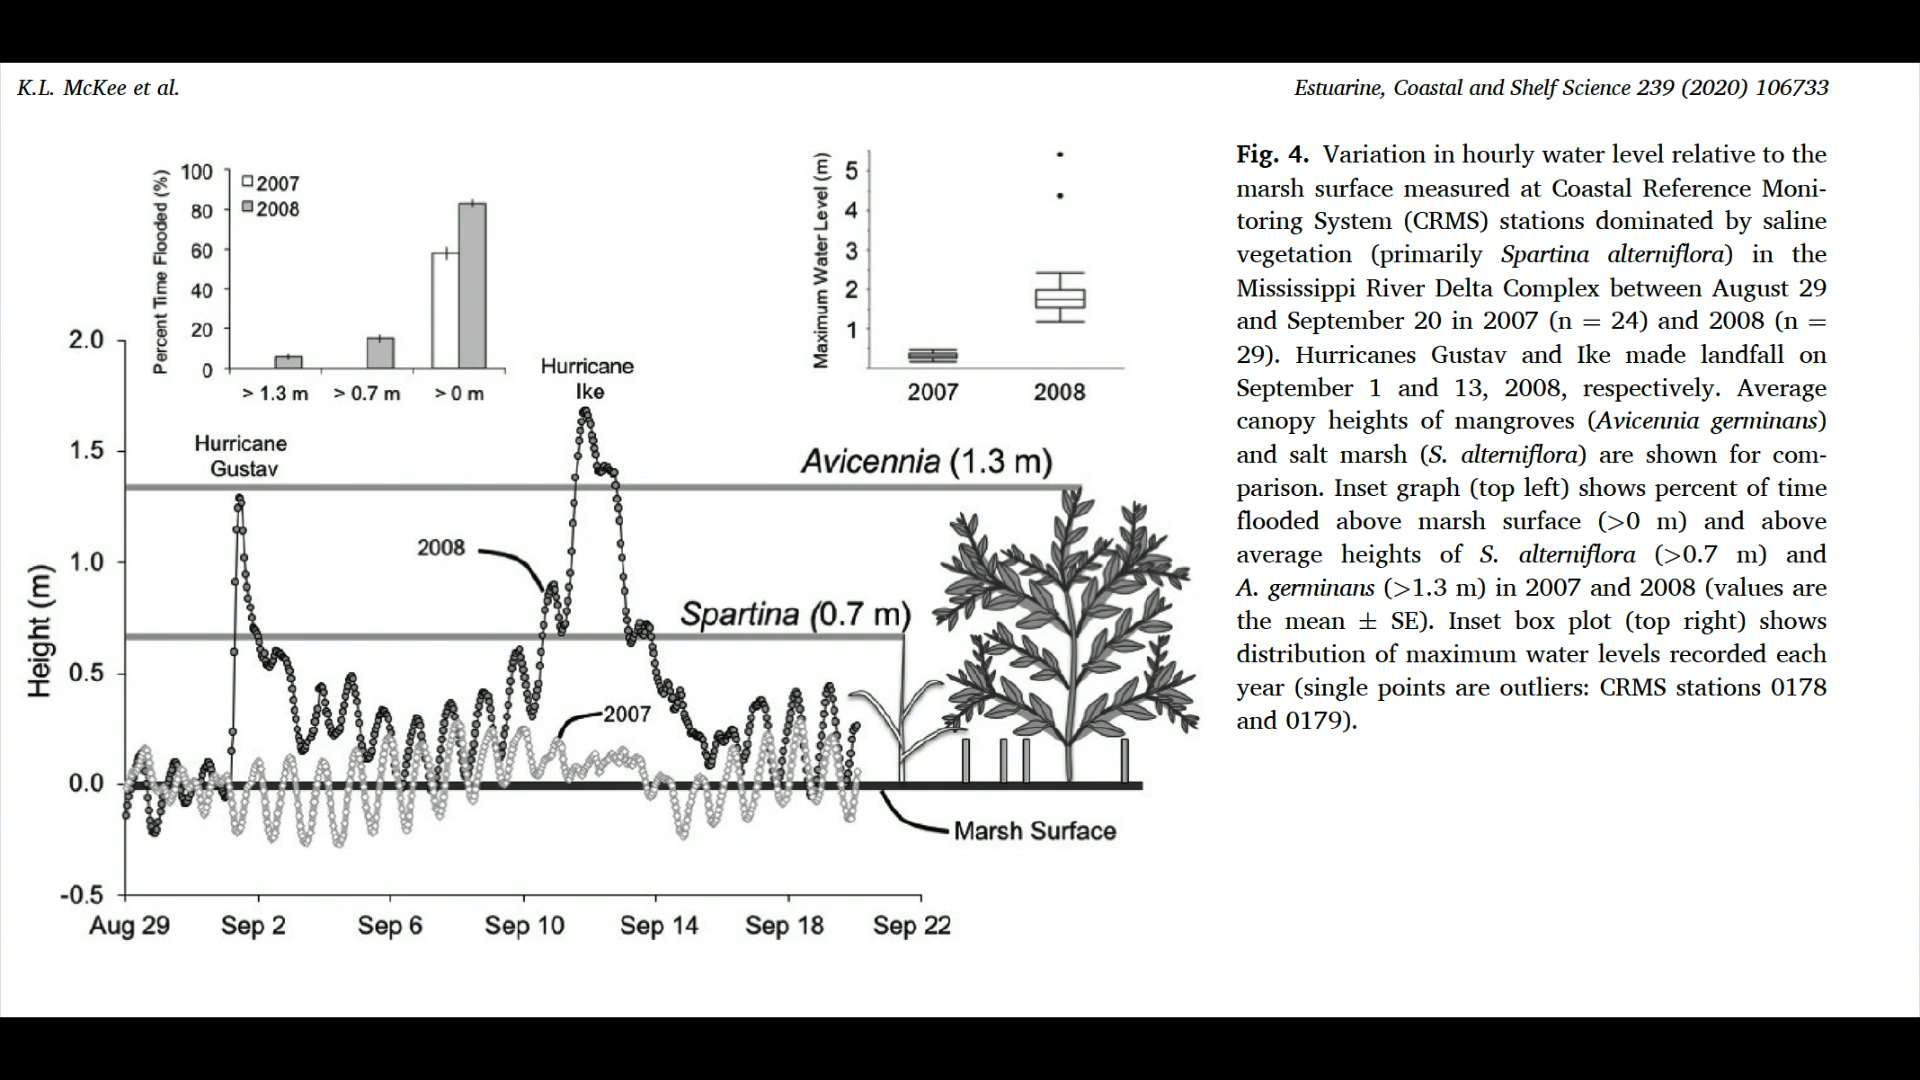 K.L. McKee et al.
Estuarine, Coastal and Shelf Science 239 (2020) 106733
Percent Time Flooded (%)
100
80
60
40
20
0
2007
2008
> 1.3 m
> 0.7 m
> 0 m
Maximum Water Level (m)
5
4
3
2
1
2007
2008
Height (m)
2.0
1.5
1.0
0.5
0.0
-0.5
Hurricane
Gustav
Hurricane
Ike
Avicennia (1.3 m)
2008
Spartina (0.7 m)
2007
Marsh Surface
Aug 29
Sep 2
Sep 6
Sep 10
Sep 14
Sep 18
Sep 22
Fig. 4. Variation in hourly water level relative to the
marsh surface measured at Coastal Reference Moni-
toring System (CRMS) stations dominated by saline
vegetation (primarily Spartina alterniflora) in the
Mississippi River Delta Complex between August 29
and September 20 in 2007 (n = 24) and 2008 (n =
29). Hurricanes Gustav and Ike made landfall on
September 1 and 13, 2008, respectively. Average
canopy heights of mangroves (Avicennia germinans)
and salt marsh (S. alterniflora) are shown for com-
parison. Inset graph (top left) shows percent of time
flooded above marsh surface (>0 m) and above
average heights of S. alterniflora (>0.7 m) and
A. germinans (>1.3 m) in 2007 and 2008 (values are
the mean ± SE). Inset box plot (top right) shows
distribution of maximum water levels recorded each
year (single points are outliers: CRMS stations 0178
and 0179).